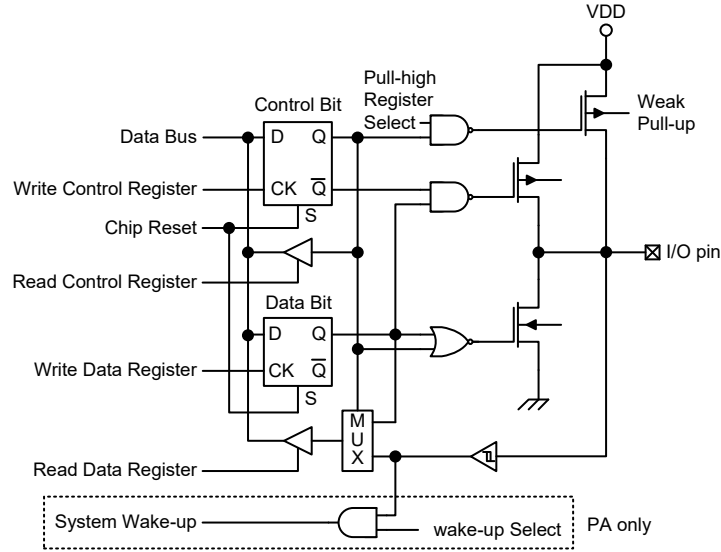 VDD
Pull-high
Register
Select
Control Bit
Weak
Pull-up
Data Bus
D
Q
Write Control Register
CK
Q̅
Chip Reset
S
I/O pin
Read Control Register
Data Bit
D
Q
Write Data Register
CK
Q̅
S
M
U
X
Read Data Register
System Wake-up
wake-up Select
PA only